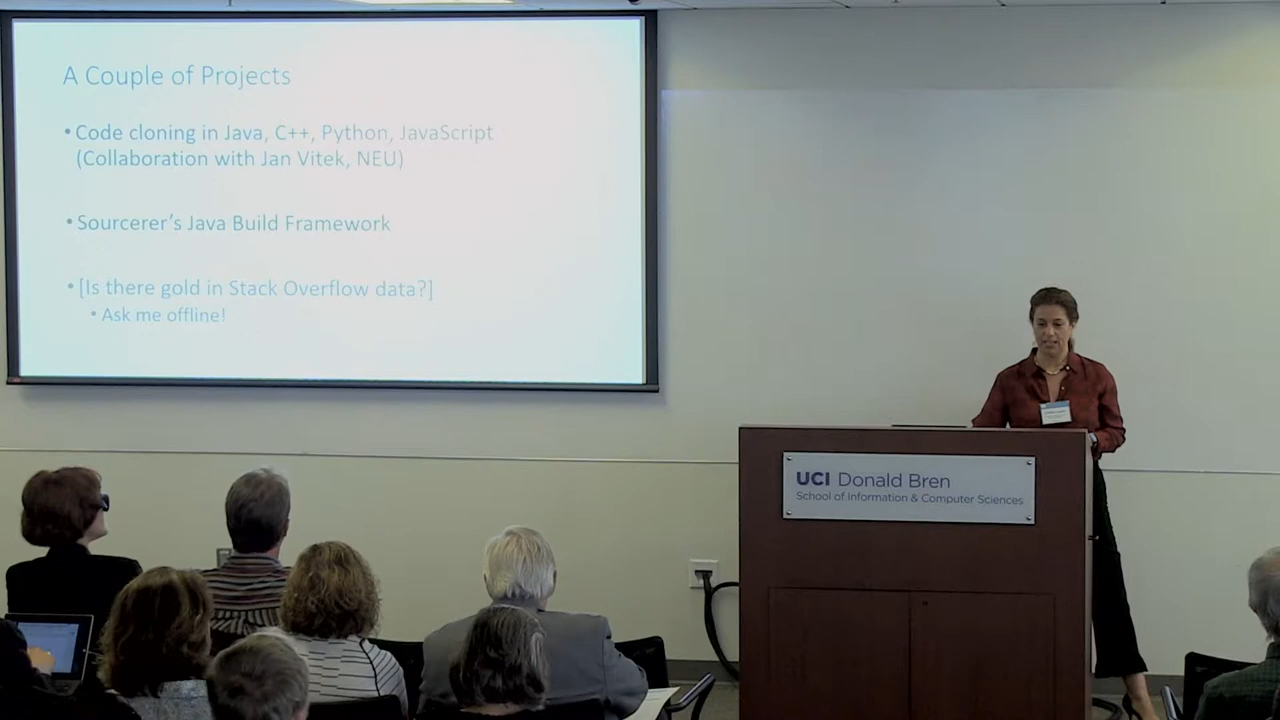 A Couple of Projects
• Code cloning in Java, C++, Python, JavaScript
(Collaboration with Jan Vitek, NEU)
• Sourcerer's Java Build Framework
• [Is there gold in Stack Overflow data?]
• Ask me offline!
UCI Donald Bren
School of Information & Computer Sciences